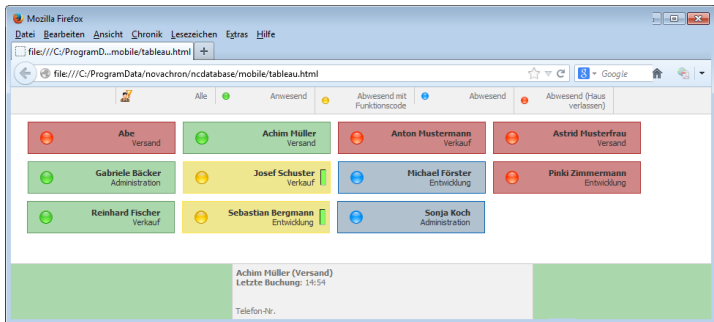 Mozilla Firefox
Datei Bearbeiten Ansicht Chronik Lesezeichen Extras Hilfe
file:///C:/ProgramD...mobile/tableau.html
file:///C:/ProgramData/novachron/ncdatabase/mobile/tableau.html
Google
Alle
Anwesend
Abwesend mit
Funktionscode
Abwesend
Abwesend (Haus
verlassen)
Abe
Versand
Achim Müller
Versand
Anton Mustermann
Verkauf
Astrid Musterfrau
Versand
Gabriele Bäcker
Administration
Josef Schuster
Verkauf
Michael Förster
Entwicklung
Pinki Zimmermann
Entwicklung
Reinhard Fischer
Verkauf
Sebastian Bergmann
Entwicklung
Sonja Koch
Administration
Achim Müller (Versand)
Letzte Buchung: 14:54
Telefon-Nr.